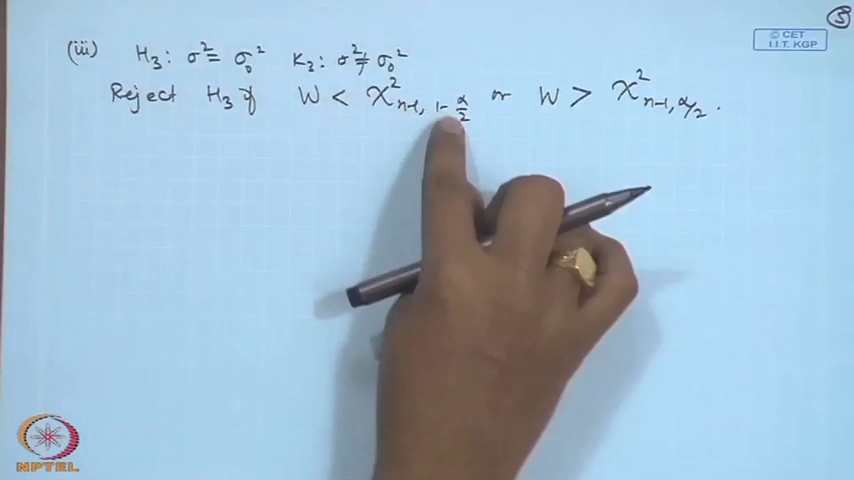 5
© CET
I.I.T. KGP
(iii) H₃: σ² = σ₀² K₃: σ² ≠ σ₀²
Reject H₃ if W < χ²ₙ₋₁, ₁₋α/₂ or W > χ²ₙ₋₁, α/₂.
NPTEL